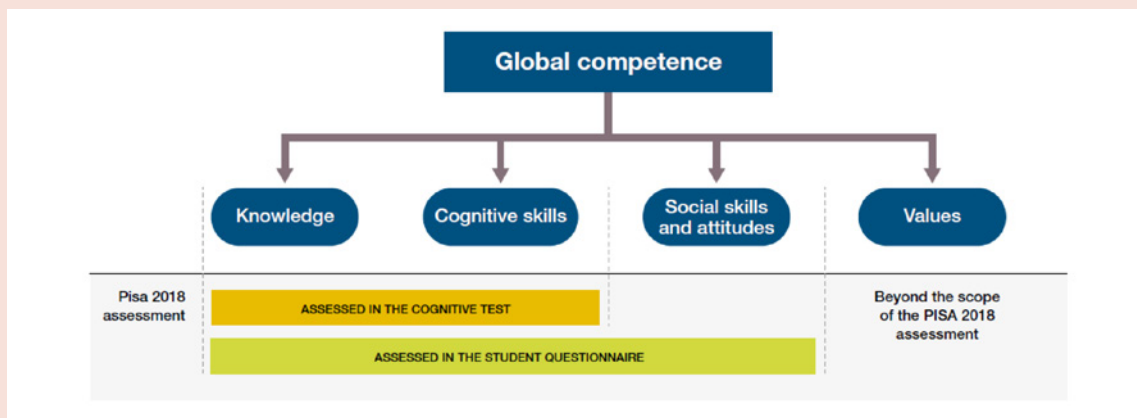 Global competence
Knowledge
Cognitive skills
Social skills
and attitudes
Values
Pisa 2018
assessment
ASSESSED IN THE COGNITIVE TEST
Beyond the scope
of the PISA 2018
assessment
ASSESSED IN THE STUDENT QUESTIONNAIRE